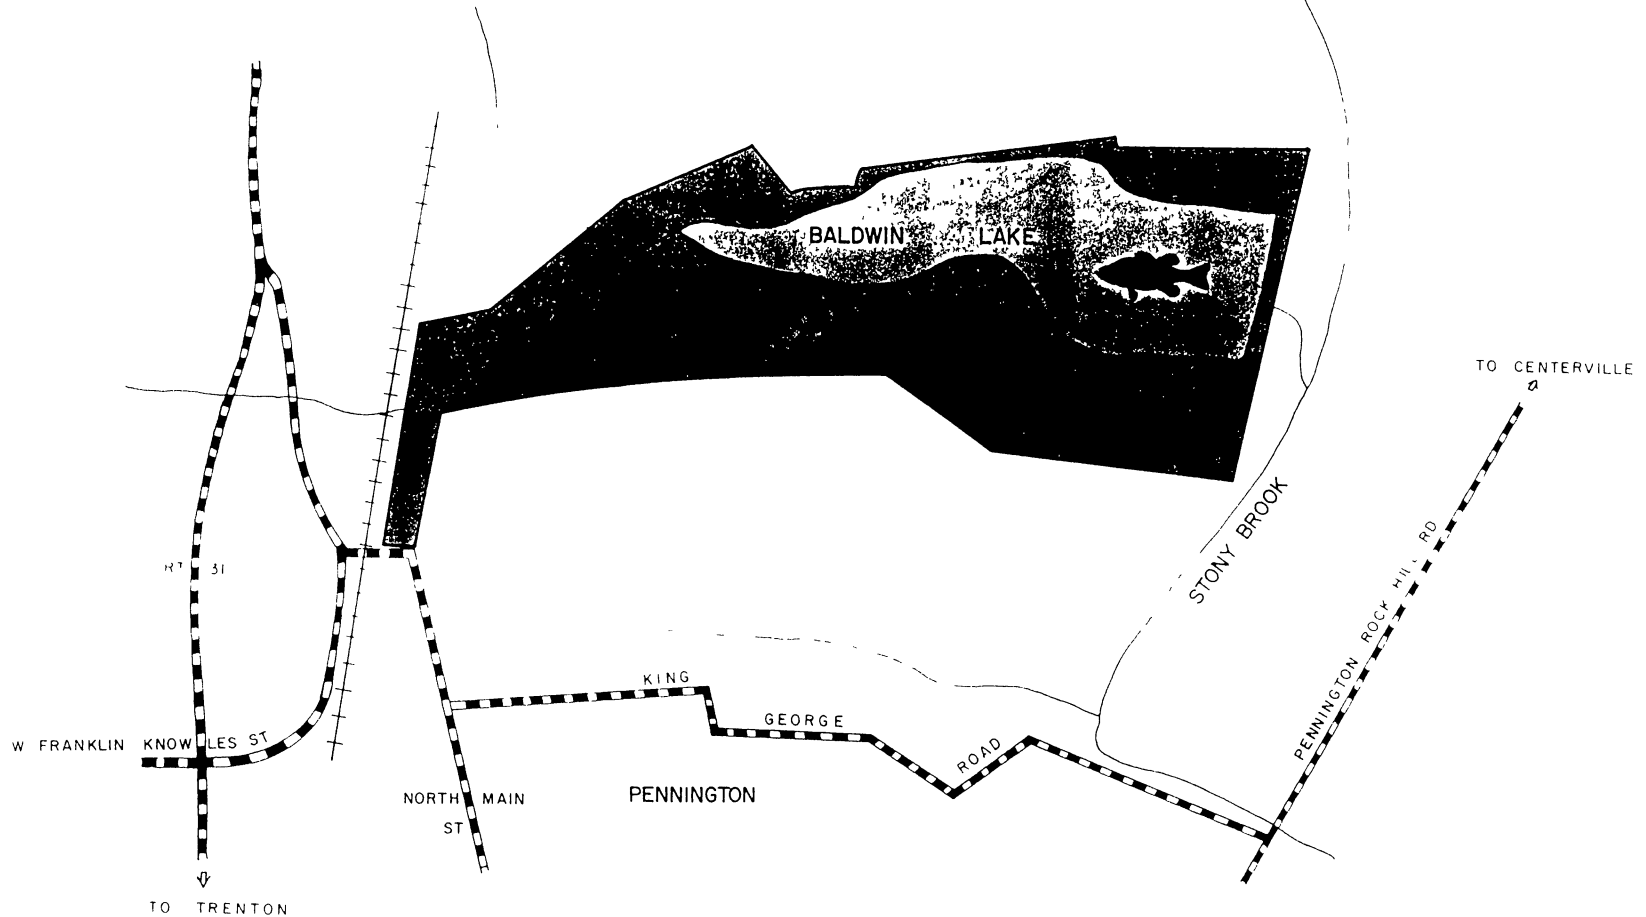 BALDWIN LAKE
TO CENTERVILLE
STONY BROOK
RT 31
PENNINGTON ROCK HILL RD
KING
GEORGE
ROAD
W FRANKLIN KNOWLES ST
NORTH MAIN
ST
PENNINGTON
TO TRENTON